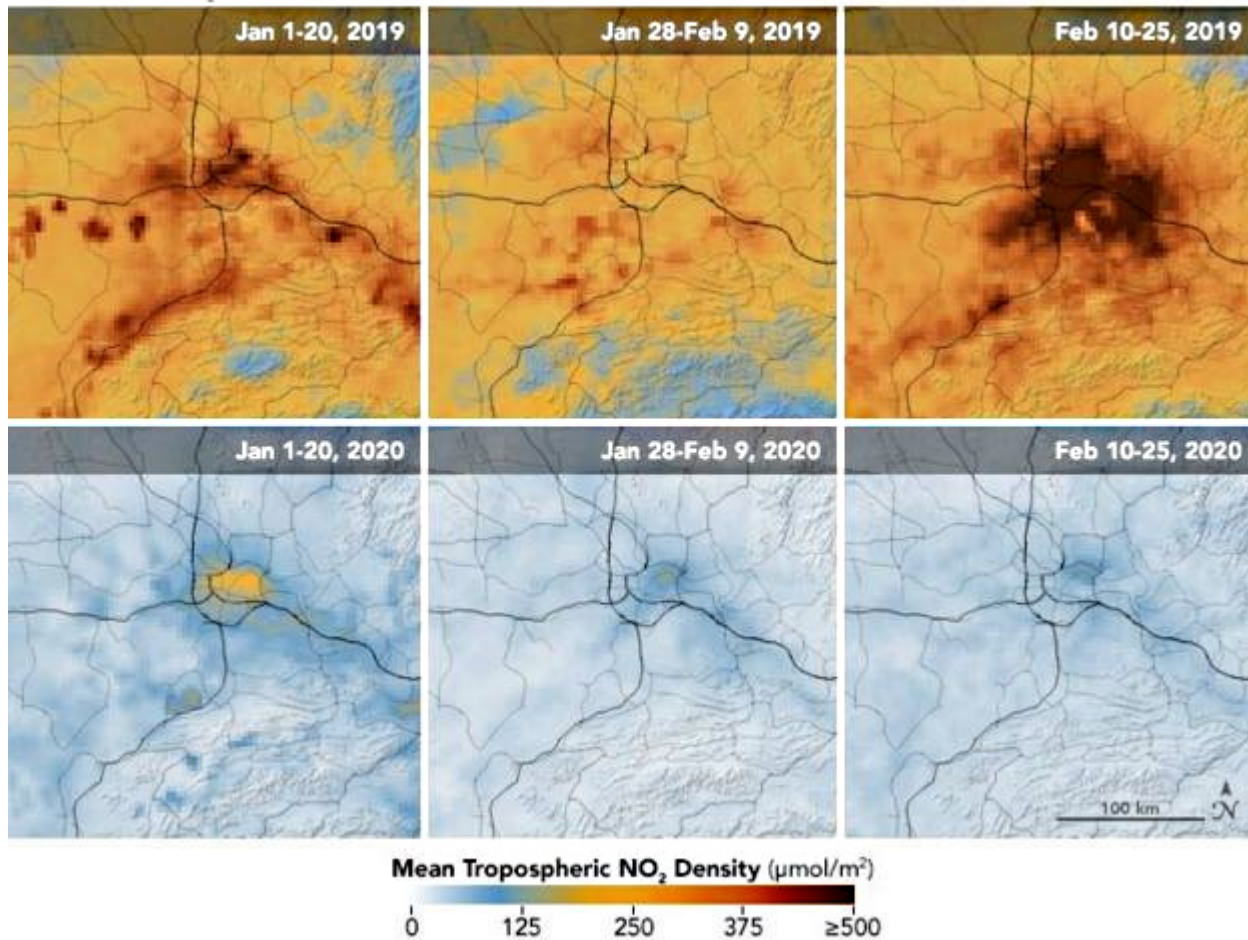 Jan 1-20, 2019
Jan 28-Feb 9, 2019
Feb 10-25, 2019
Jan 1-20, 2020
Jan 28-Feb 9, 2020
Feb 10-25, 2020
100 km
N
Mean Tropospheric NO₂ Density (µmol/m²)
0 125 250 375 ≥500